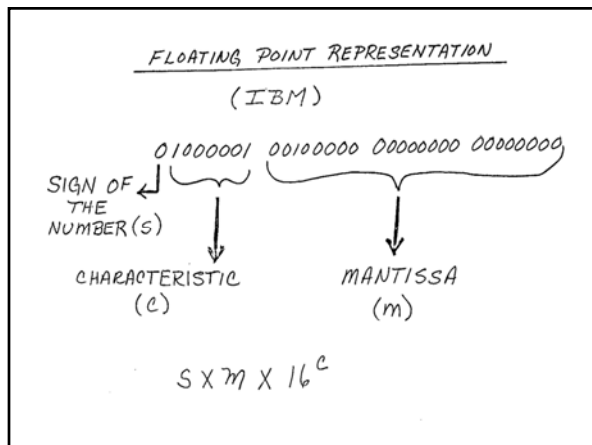 FLOATING POINT REPRESENTATION
(IBM)
01000001 00100000 00000000 00000000
SIGN OF
THE
NUMBER(S)
CHARACTERISTIC
(C)
MANTISSA
(m)
S X M X 16^C